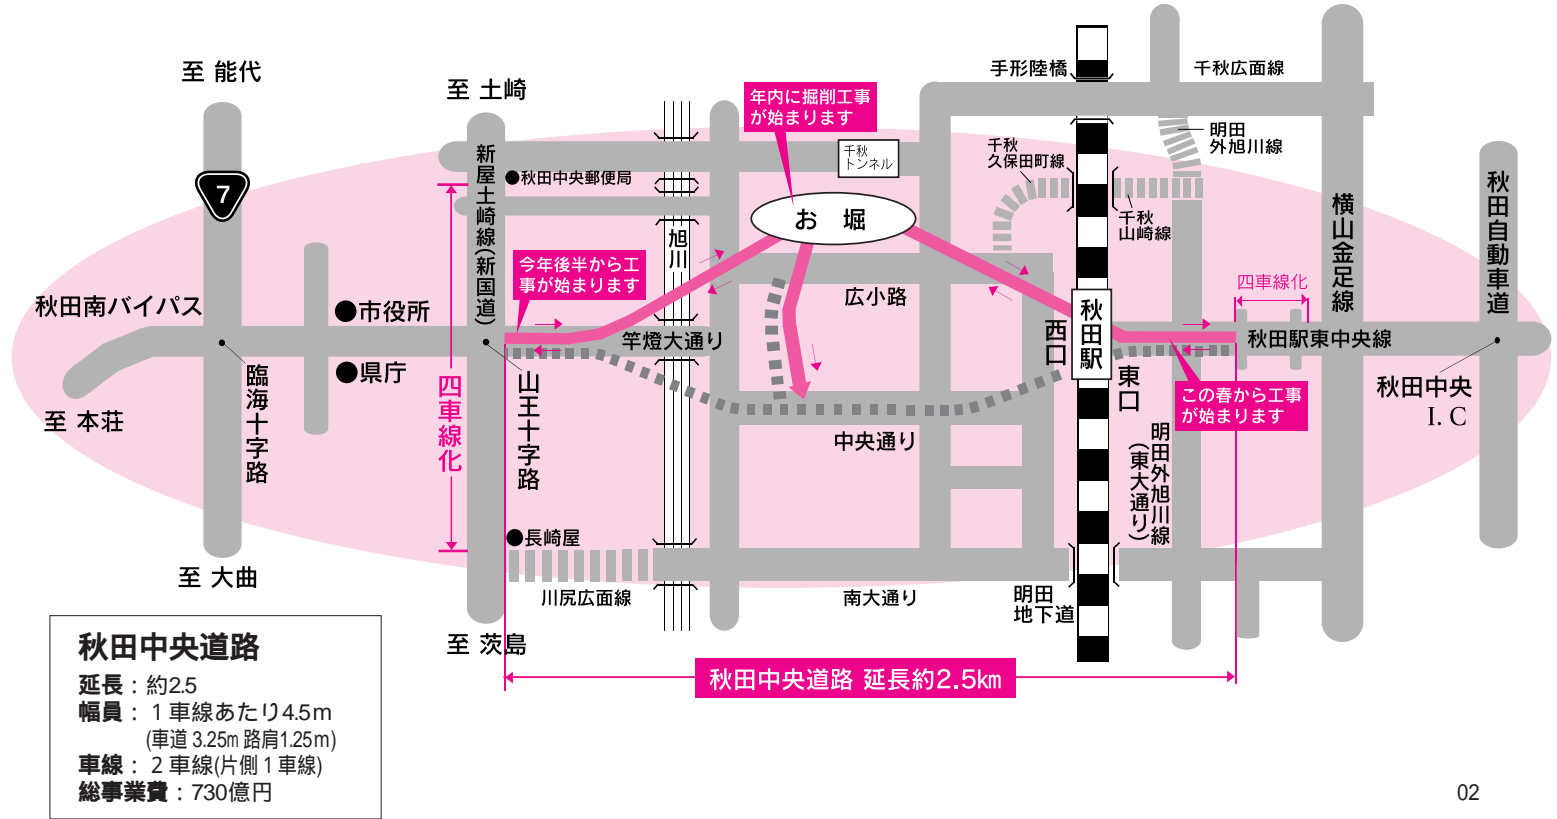 至 能代
至 土崎
年内に掘削工事
が始まります
手形陸橋
千秋広面線
明田
外旭川線
千秋
トンネル
千秋
久保田町線
千秋
山崎線
7
新屋土崎線(新国道)
●秋田中央郵便局
お 堀
旭川
今年後半から工
事が始まります
横山金足線
秋田自動車道
四車線化
秋田南バイパス
●市役所
●県庁
広小路
秋田駅
西口
東口
竿燈大通り
秋田駅東中央線
秋田中央
I. C
この春から工事
が始まります
至 本荘
臨海十字路
四車線化
山王十字路
中央通り
明田外旭川線
(東大通り)
●長崎屋
至 大曲
川尻広面線
南大通り
明田
地下道
至 茨島
秋田中央道路 延長約2.5km
秋田中央道路
延長：約2.5
幅員：１車線あたり4.5m
(車道 3.25m 路肩1.25m)
車線：２車線(片側１車線)
総事業費：730億円
02